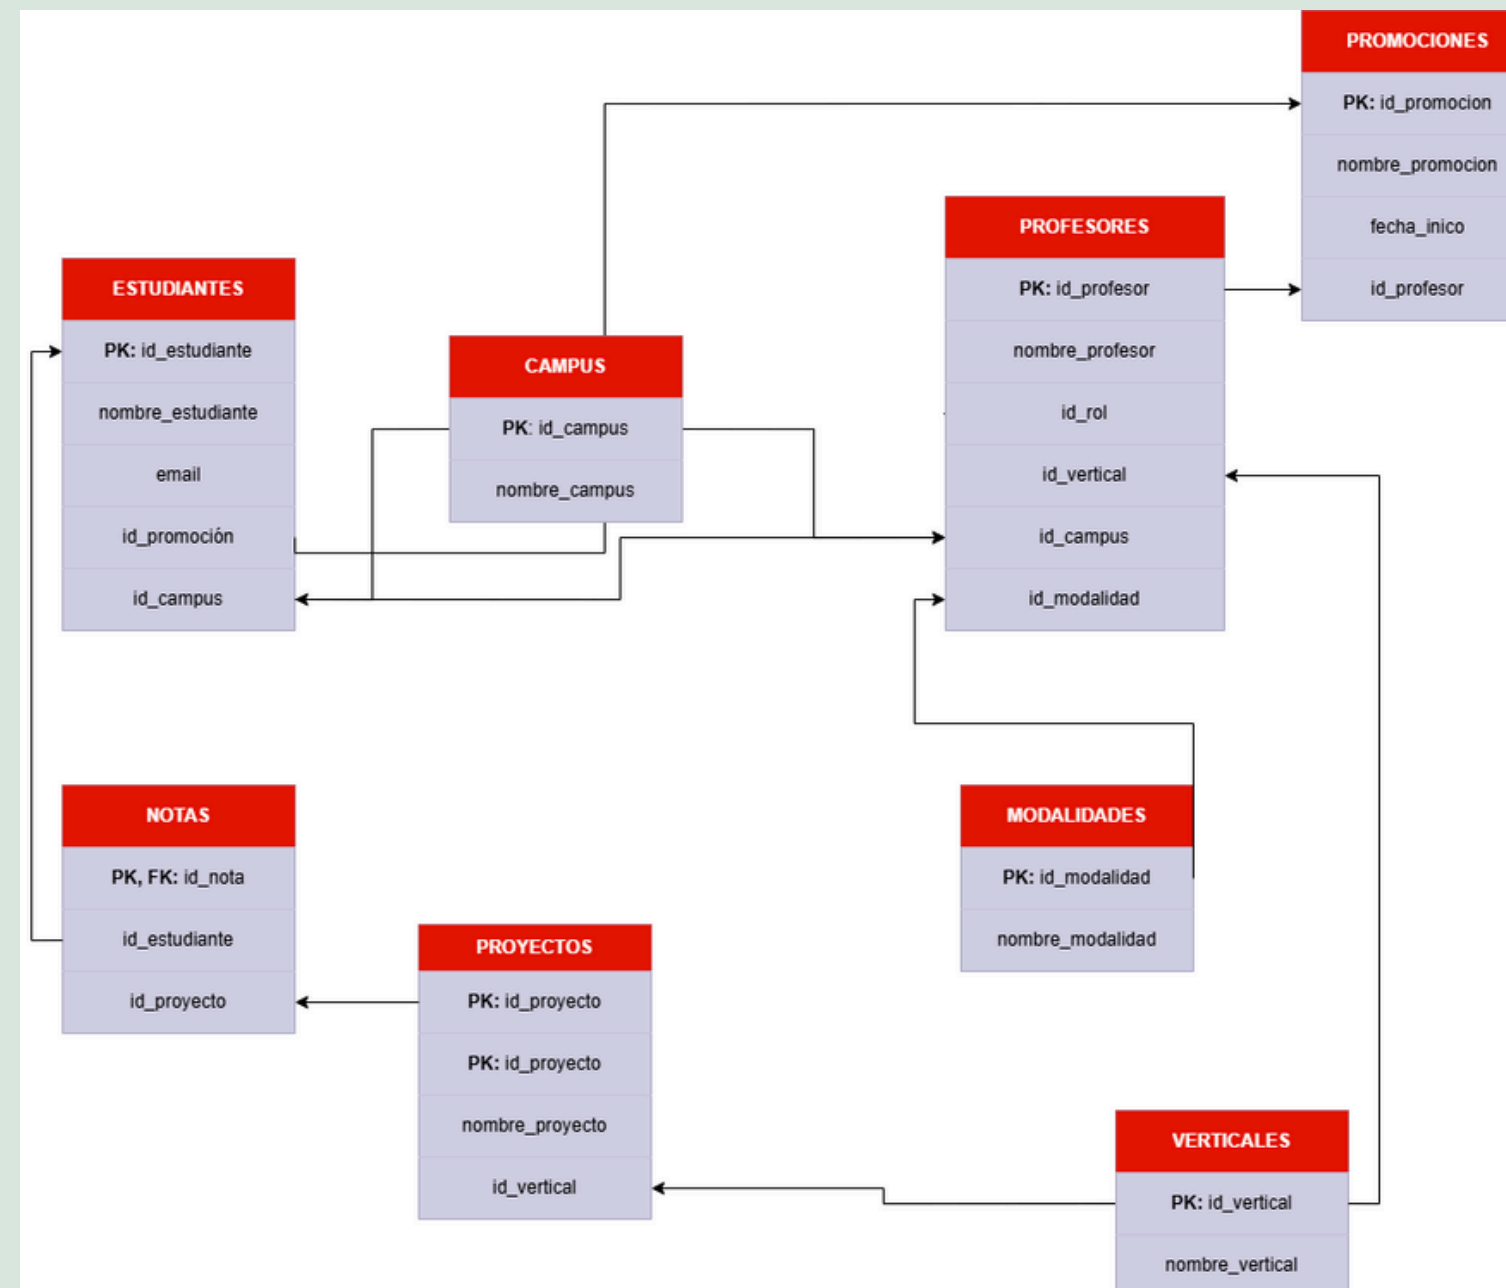 PROMOCIONES
PK: id_promocion
nombre_promocion
fecha_inico
id_profesor
PROFESORES
PK: id_profesor
nombre_profesor
id_rol
id_vertical
id_campus
id_modalidad
ESTUDIANTES
PK: id_estudiante
nombre_estudiante
email
id_promoción
id_campus
CAMPUS
PK: id_campus
nombre_campus
NOTAS
PK, FK: id_nota
id_estudiante
id_proyecto
MODALIDADES
PK: id_modalidad
nombre_modalidad
PROYECTOS
PK: id_proyecto
PK: id_proyecto
nombre_proyecto
id_vertical
VERTICALES
PK: id_vertical
nombre_vertical